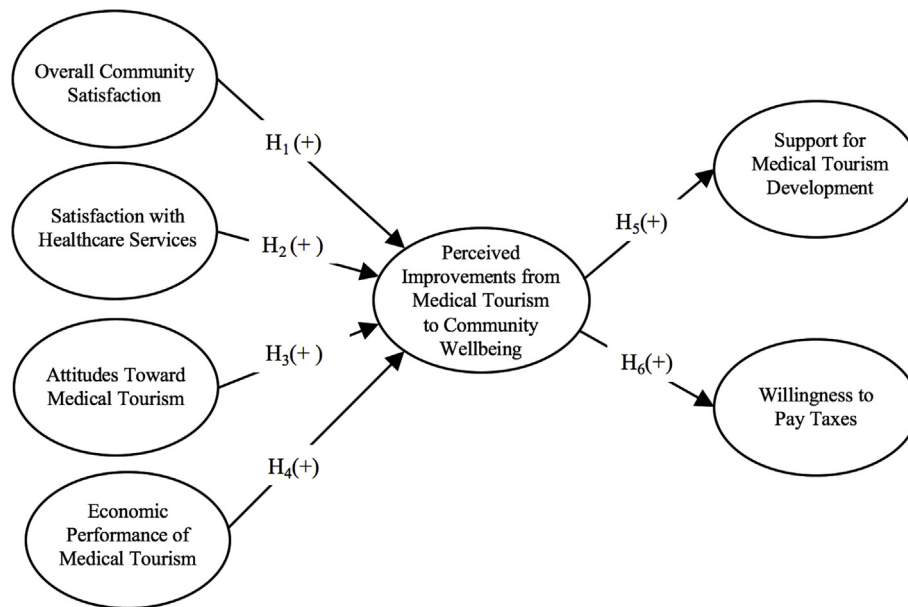 Overall Community
Satisfaction
H₁ (+)
Satisfaction with
Healthcare Services
H₂ (+ )
Attitudes Toward
Medical Tourism
H₃(+ )
Economic
Performance of
Medical Tourism
H₄(+)
Perceived
Improvements from
Medical Tourism
to Community
Wellbeing
H₅(+)
Support for
Medical Tourism
Development
H₆(+)
Willingness to
Pay Taxes